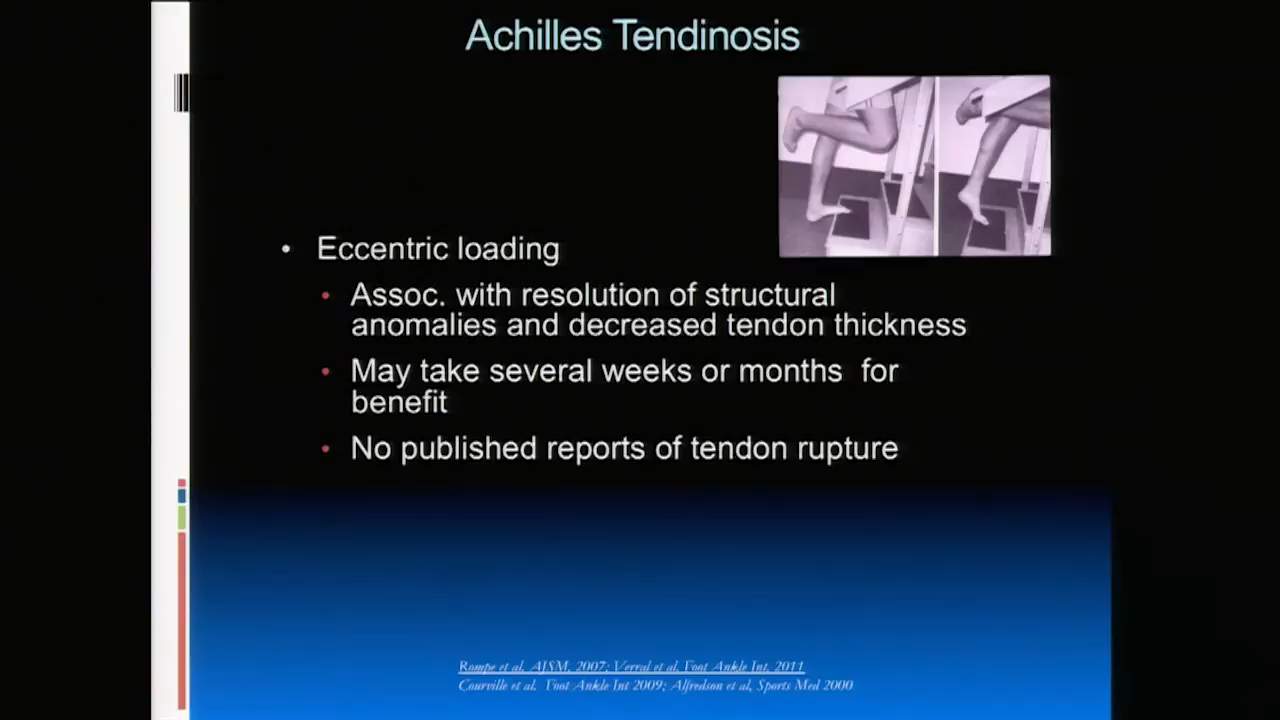 Achilles Tendinosis
• Eccentric loading
• Assoc. with resolution of structural
anomalies and decreased tendon thickness
• May take several weeks or months for
benefit
• No published reports of tendon rupture
Rompe et al, AJSM, 2007; Verral et al, Foot Ankle Int, 2011
Courville et al. Foot Ankle Int 2009; Alfredson et al, Sports Med 2000